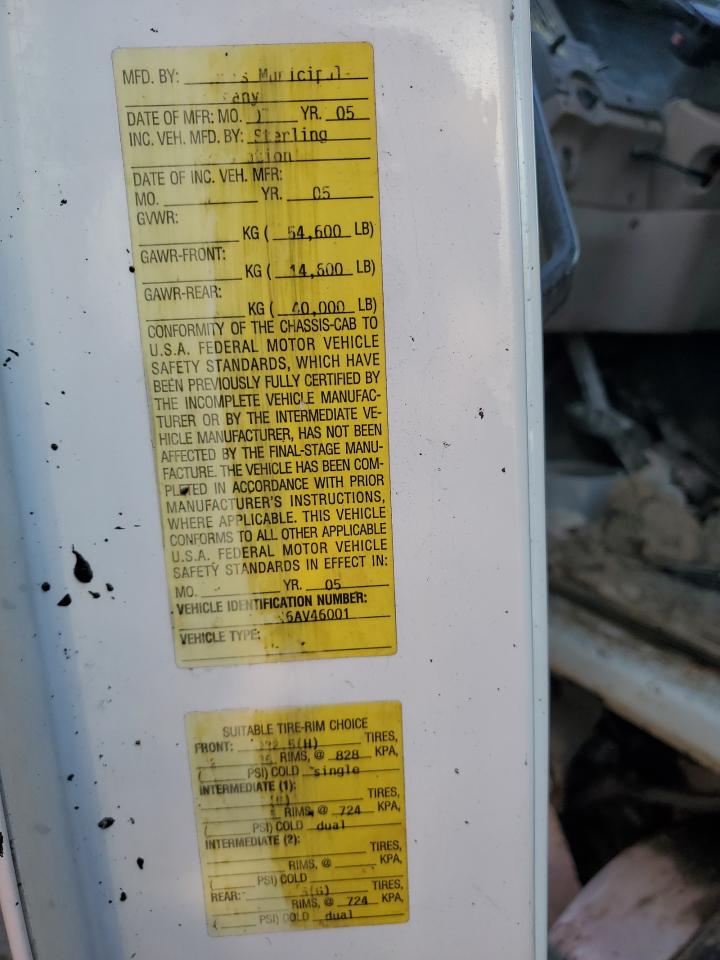 MFD. BY: Municipal
any
DATE OF MFR: MO. YR. 05
INC. VEH. MFD. BY: Sterling
DATE OF INC. VEH. MFR:
MO. YR. 05
GVWR:
KG ( 54,600 LB)
GAWR-FRONT:
KG ( 14,600 LB)
GAWR-REAR:
KG ( 40,000 LB)
CONFORMITY OF THE CHASSIS-CAB TO
U.S.A. FEDERAL MOTOR VEHICLE
SAFETY STANDARDS, WHICH HAVE
BEEN PREVIOUSLY FULLY CERTIFIED BY
THE INCOMPLETE VEHICLE MANUFAC-
TURER OR BY THE INTERMEDIATE VE-
HICLE MANUFACTURER, HAS NOT BEEN
AFFECTED BY THE FINAL-STAGE MANU-
FACTURE. THE VEHICLE HAS BEEN COM-
PLETED IN ACCORDANCE WITH PRIOR
MANUFACTURER'S INSTRUCTIONS,
WHERE APPLICABLE. THIS VEHICLE
CONFORMS TO ALL OTHER APPLICABLE
U.S.A. FEDERAL MOTOR VEHICLE
SAFETY STANDARDS IN EFFECT IN:
MO. YR. 05
VEHICLE IDENTIFICATION NUMBER:
6AV46001
VEHICLE TYPE:
SUITABLE TIRE-RIM CHOICE
FRONT: 22.5(H) TIRES,
RIMS, @ 828 KPA,
( PSI) COLD single
INTERMEDIATE (1):
TIRES,
RIMS, @ 724 KPA,
( PSI) COLD dual
INTERMEDIATE (2):
TIRES,
RIMS, @ KPA,
( PSI) COLD
REAR: (G) TIRES,
RIMS, @ 724 KPA,
( PSI) COLD dual